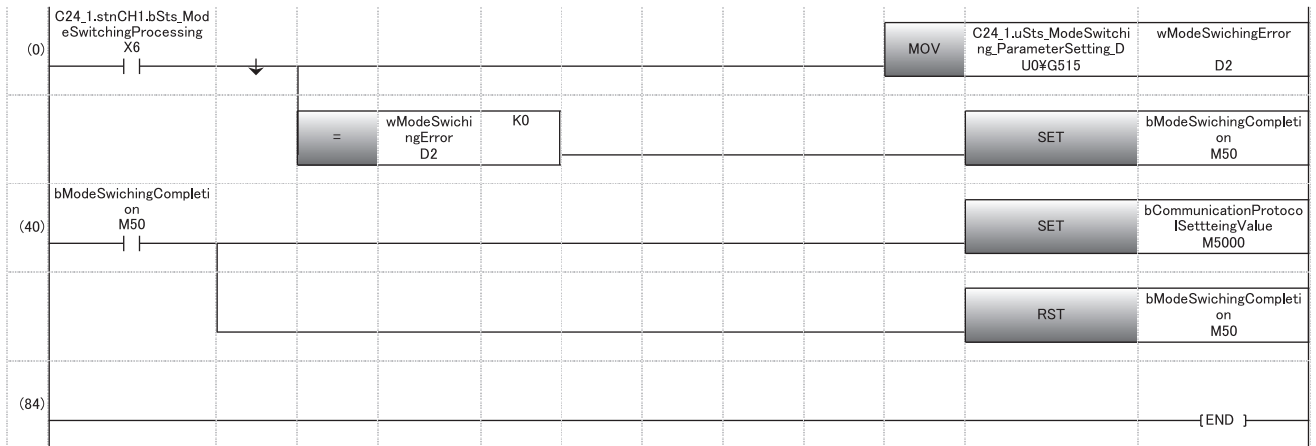 C24_1.stnCH1.bSts_Mod
eSwitchingProcessing
X6
(0)
MOV
C24_1.uSts_ModeSwitchi
ng_ParameterSetting_D
U0¥G515
wModeSwichingError
D2
=
wModeSwichi
ngError
D2
K0
SET
bModeSwichingCompleti
on
M50
bModeSwichingCompleti
on
M50
(40)
SET
bCommunicationProtoco
lSettteingValue
M5000
RST
bModeSwichingCompleti
on
M50
(84)
[END ]